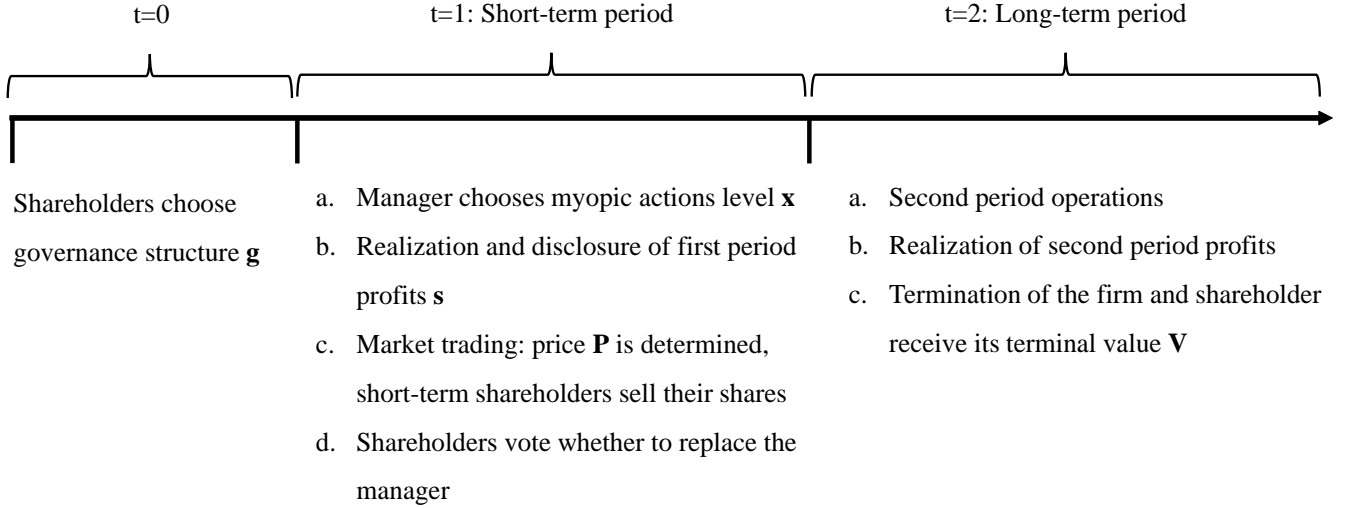 t=0
t=1: Short-term period
t=2: Long-term period
Shareholders choose
governance structure g
a. Manager chooses myopic actions level x
b. Realization and disclosure of first period
profits s
c. Market trading: price P is determined,
short-term shareholders sell their shares
d. Shareholders vote whether to replace the
manager
a. Second period operations
b. Realization of second period profits
c. Termination of the firm and shareholder
receive its terminal value V